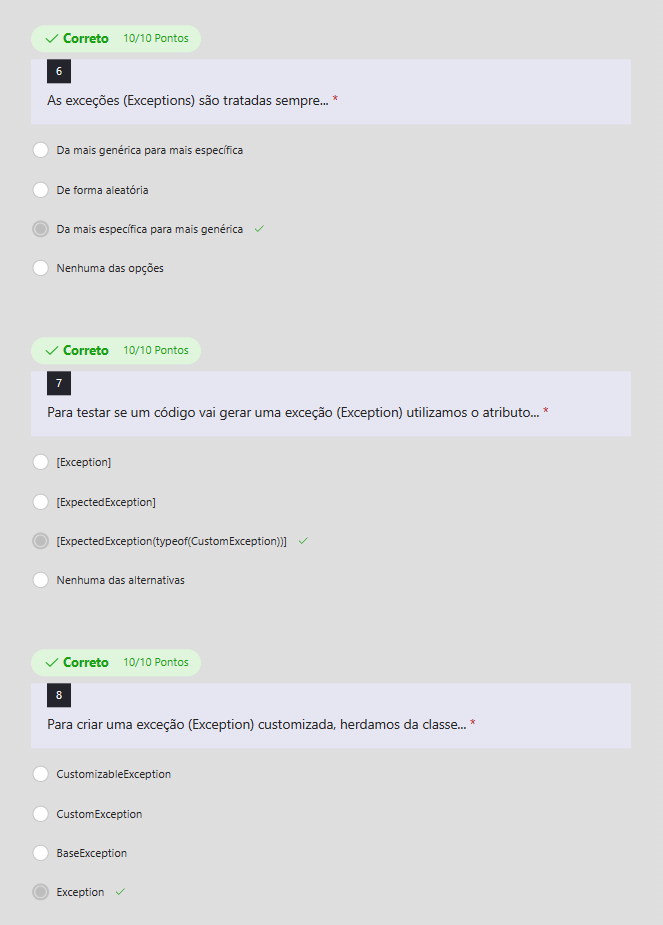 Correto 10/10 Pontos
6
As exceções (Exceptions) são tratadas sempre... *
Da mais genérica para mais específica
De forma aleatória
Da mais específica para mais genérica
Nenhuma das opções
Correto 10/10 Pontos
7
Para testar se um código vai gerar uma exceção (Exception) utilizamos o atributo... *
[Exception]
[ExpectedException]
[ExpectedException(typeof(CustomException))]
Nenhuma das alternativas
Correto 10/10 Pontos
8
Para criar uma exceção (Exception) customizada, herdamos da classe... *
CustomizableException
CustomException
BaseException
Exception